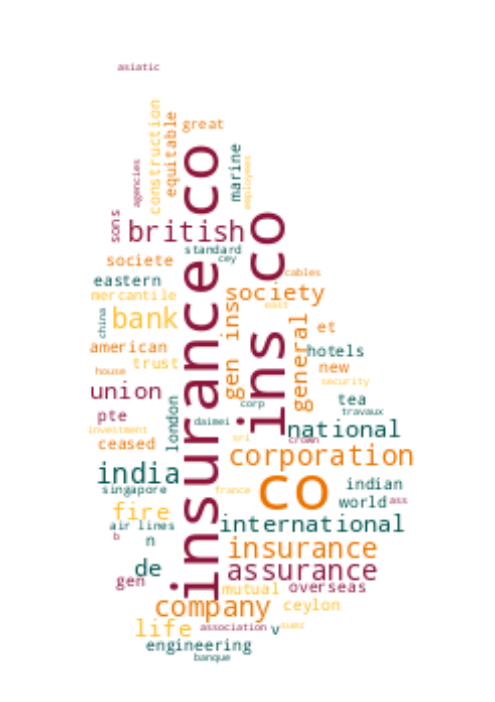 asiatic
great
construction
equitable
marine
employees
agencies
sons
british
insurance co
ins co
standard
cey
societe
eastern
cables
mercantile
society
east
china
bank
gen ins
general
et
american
hotels
trust
new
house
security
union
tea
corp
travaux
pte
london
daimei
national
investment
ceased
sri
crown
corporation
india
singapore
france
co
indian
world
ass
fire
air lines
international
b
n
insurance
de
assurance
gen
mutual
overseas
company
ceylon
life
association
v
suez
engineering
banque